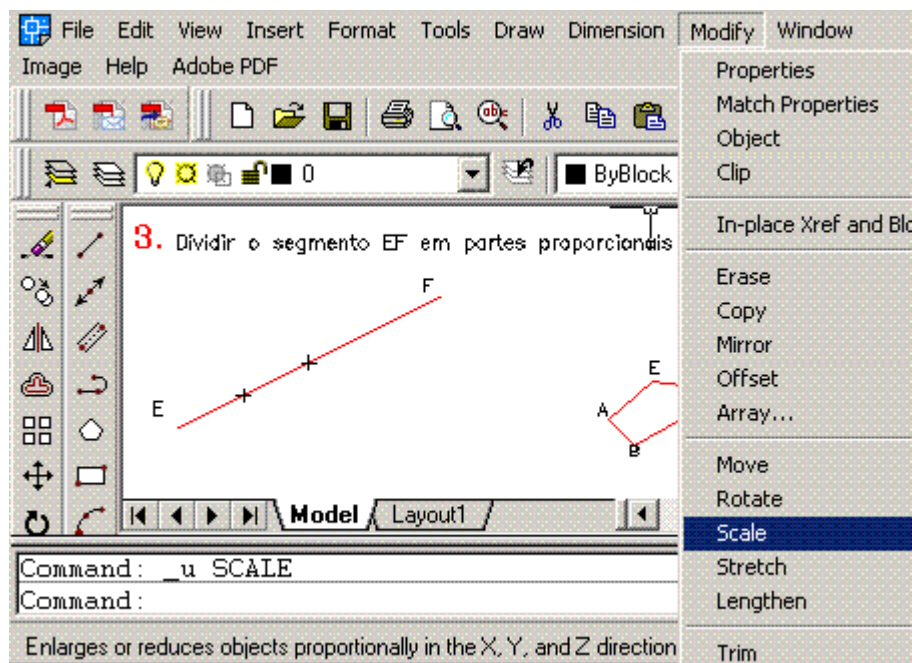 File Edit View Insert Format Tools Draw Dimension Modify Window
Image Help Adobe PDF
0 ByBlock
Properties
Match Properties
Object
Clip
In-place Xref and Blo
Erase
Copy
Mirror
Offset
Array...
Move
Rotate
Scale
Stretch
Lengthen
Trim
3. Dividir o segmento EF em partes proporcionais
F
E
E
A
B
Model Layout1
Command: _u SCALE
Command:
Enlarges or reduces objects proportionally in the X, Y, and Z direction